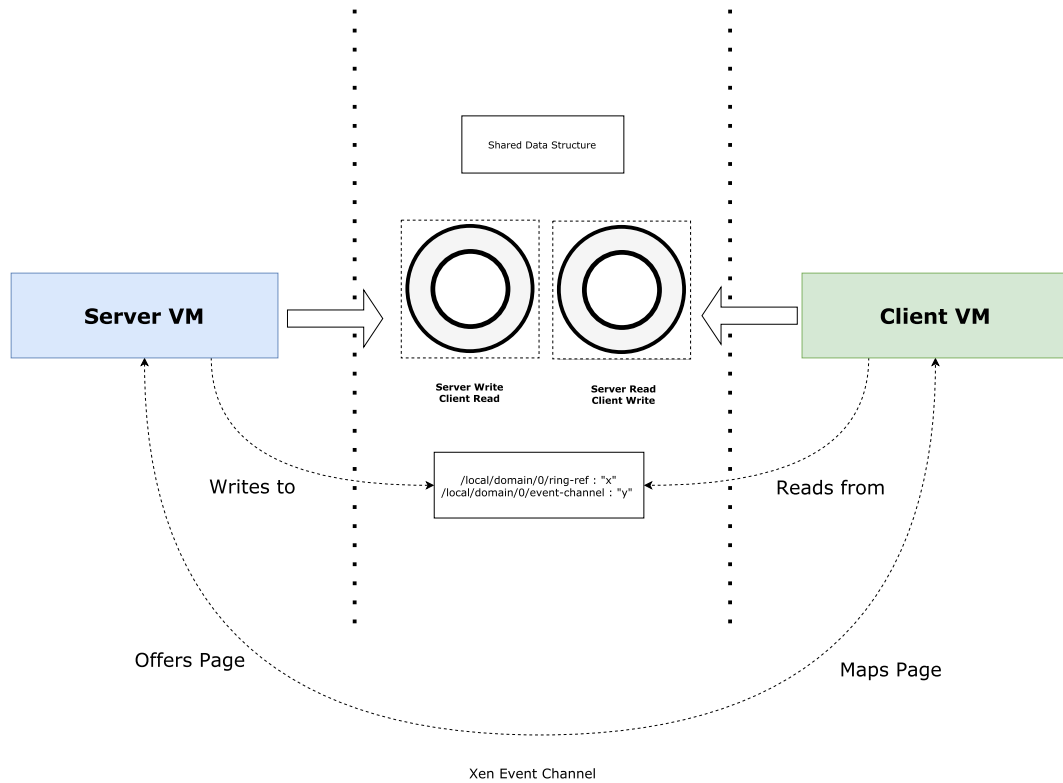 Shared Data Structure
Server VM
Client VM
Server Write
Client Read
Server Read
Client Write
/local/domain/0/ring-ref : "x"
/local/domain/0/event-channel : "y"
Writes to
Reads from
Offers Page
Maps Page
Xen Event Channel